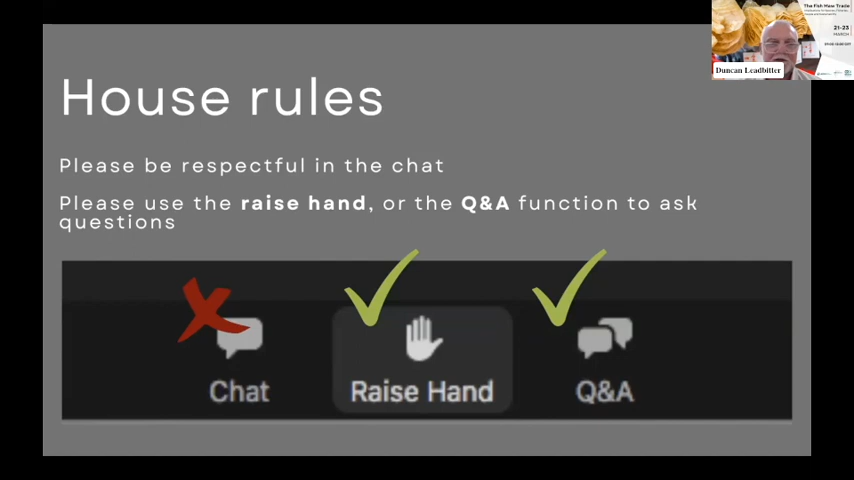 The Fish Maw Trade
21-23
MARCH
Duncan Leadbitter
House rules
Please be respectful in the chat
Please use the raise hand, or the Q&A function to ask
questions
Chat
Raise Hand
Q&A